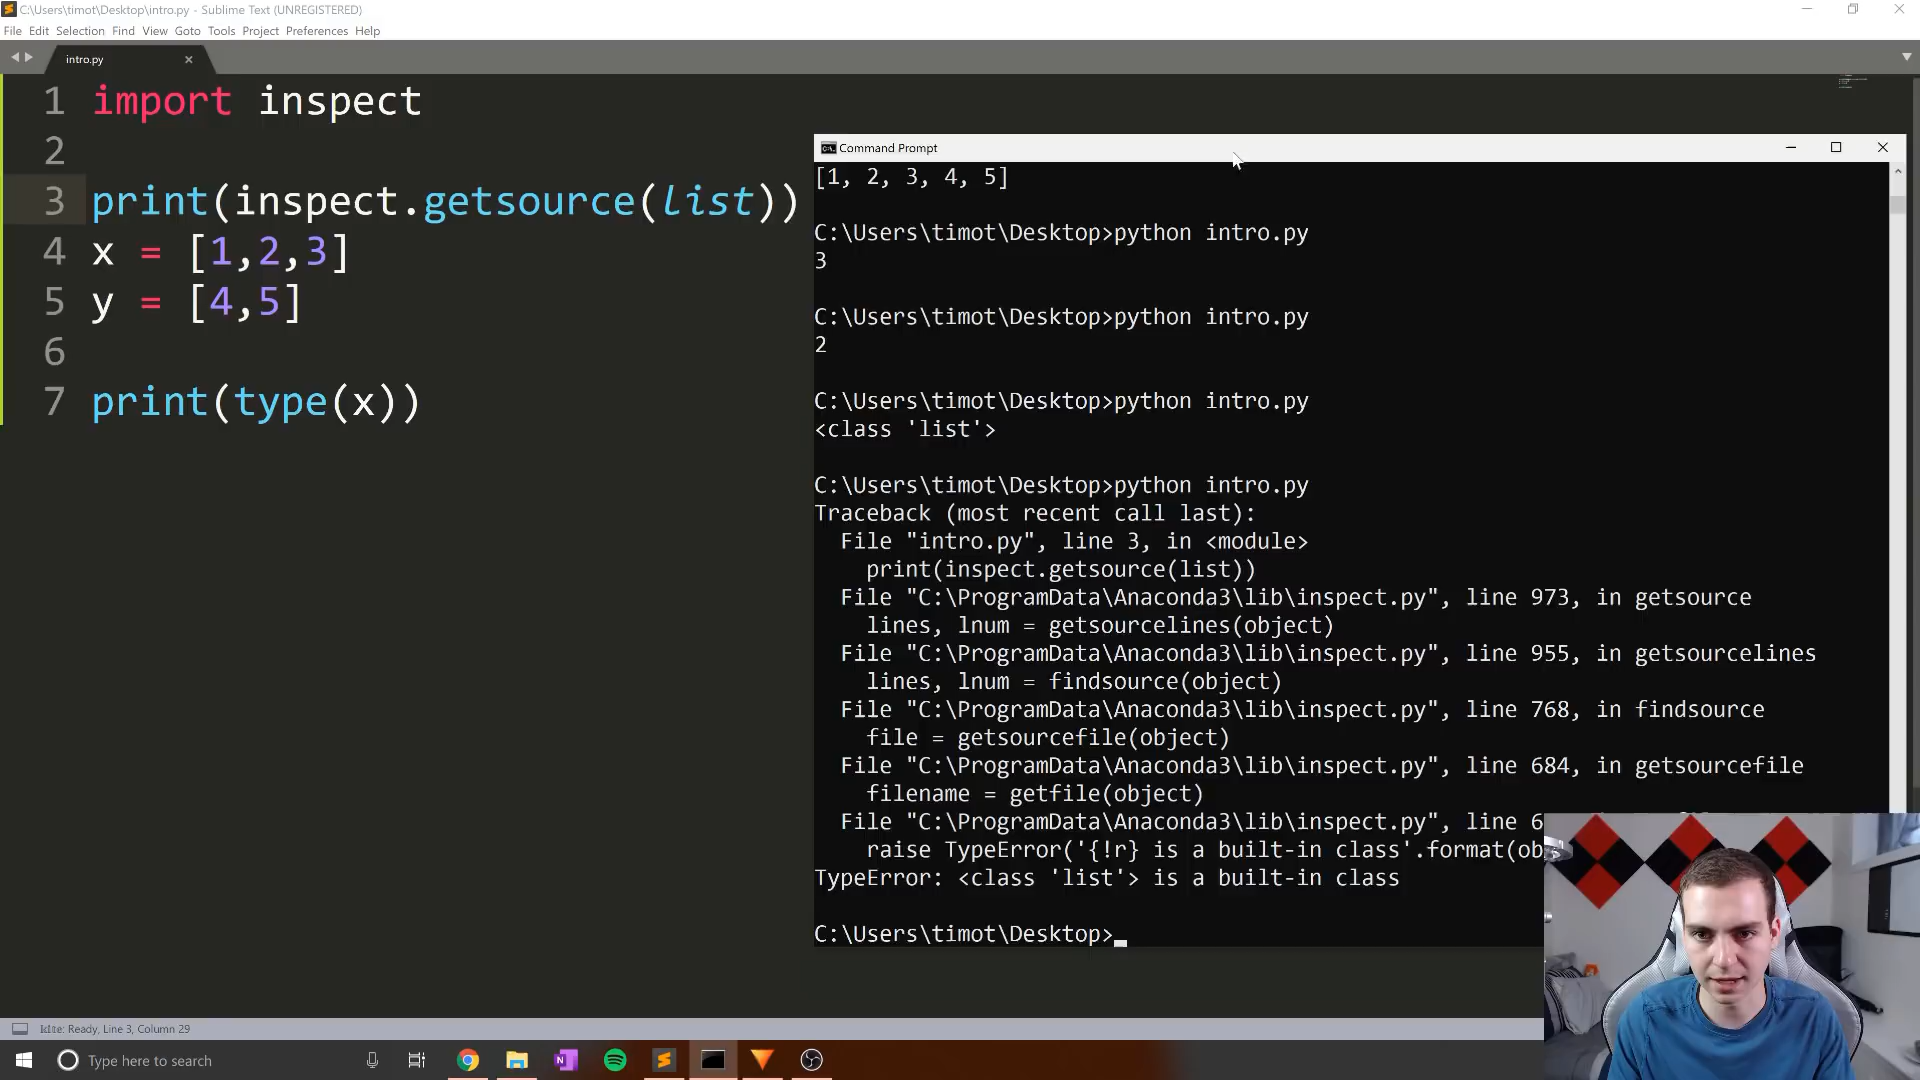 C:\Users\timot\Desktop\intro.py - Sublime Text (UNREGISTERED)
File Edit Selection Find View Goto Tools Project Preferences Help
intro.py
1 import inspect
2
3 print(inspect.getsource(list))
4 x = [1,2,3]
5 y = [4,5]
6
7 print(type(x))
Command Prompt
[1, 2, 3, 4, 5]
C:\Users\timot\Desktop>python intro.py
3
C:\Users\timot\Desktop>python intro.py
2
C:\Users\timot\Desktop>python intro.py
<class 'list'>
C:\Users\timot\Desktop>python intro.py
Traceback (most recent call last):
File "intro.py", line 3, in <module>
print(inspect.getsource(list))
File "C:\ProgramData\Anaconda3\lib\inspect.py", line 973, in getsource
lines, lnum = getsourcelines(object)
File "C:\ProgramData\Anaconda3\lib\inspect.py", line 955, in getsourcelines
lines, lnum = findsource(object)
File "C:\ProgramData\Anaconda3\lib\inspect.py", line 768, in findsource
file = getsourcefile(object)
File "C:\ProgramData\Anaconda3\lib\inspect.py", line 684, in getsourcefile
filename = getfile(object)
File "C:\ProgramData\Anaconda3\lib\inspect.py", line 6
raise TypeError('{!r} is a built-in class'.format(ob
TypeError: <class 'list'> is a built-in class
C:\Users\timot\Desktop>
Ready, Line 3, Column 29
Type here to search